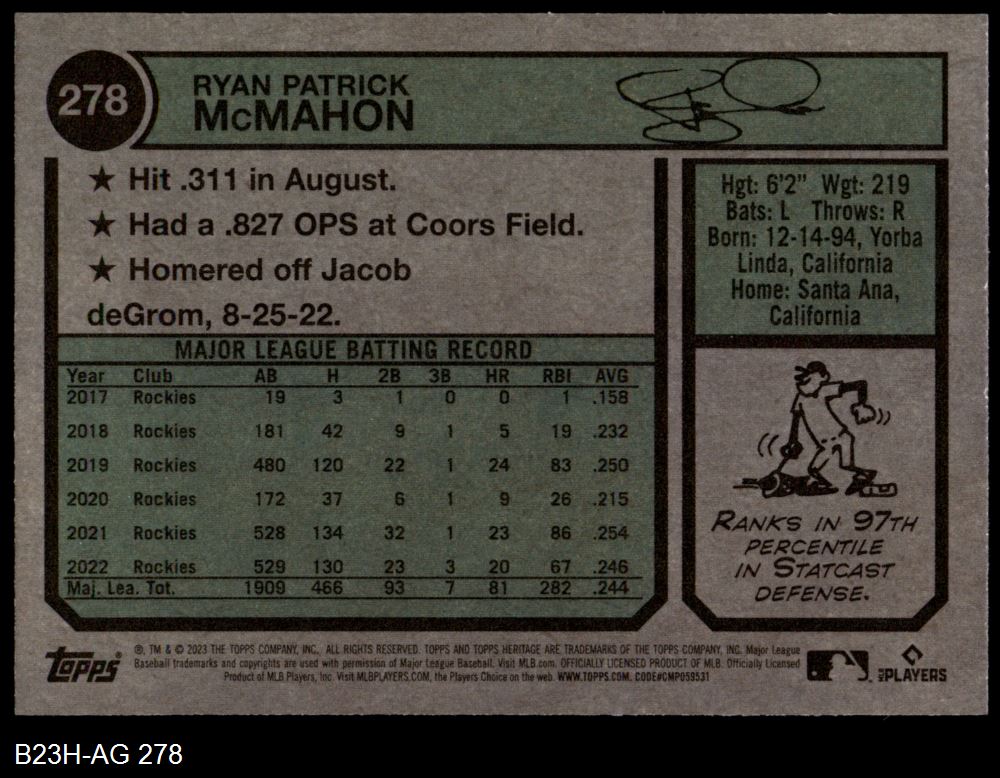 278
RYAN PATRICK
McMAHON
★ Hit .311 in August.
★ Had a .827 OPS at Coors Field.
★ Homered off Jacob
deGrom, 8-25-22.
Hgt: 6'2" Wgt: 219
Bats: L Throws: R
Born: 12-14-94, Yorba
Linda, California
Home: Santa Ana,
California
MAJOR LEAGUE BATTING RECORD
Year Club AB H 2B 3B HR RBI AVG
2017 Rockies 19 3 1 0 0 1 .158
2018 Rockies 181 42 9 1 5 19 .232
2019 Rockies 480 120 22 1 24 83 .250
2020 Rockies 172 37 6 1 9 26 .215
2021 Rockies 528 134 32 1 23 86 .254
2022 Rockies 529 130 23 3 20 67 .246
Maj. Lea. Tot. 1909 466 93 7 81 282 .244
RANKS IN 97TH
PERCENTILE
IN STATCAST
DEFENSE.
topps
®, TM & © 2023 THE TOPPS COMPANY, INC., ALL RIGHTS RESERVED. TOPPS AND TOPPS HERITAGE ARE TRADEMARKS OF THE TOPPS COMPANY, INC. Major League
Baseball trademarks and copyrights are used with permission of Major League Baseball. Visit MLB.com. OFFICIALLY LICENSED PRODUCT OF MLB. Officially Licensed
Product of MLB Players, Inc. Visit MLBPLAYERS.COM, the Players Choice on the web. WWW.TOPPS.COM. CODE#CMP059531
MLB PLAYERS
B23H-AG 278